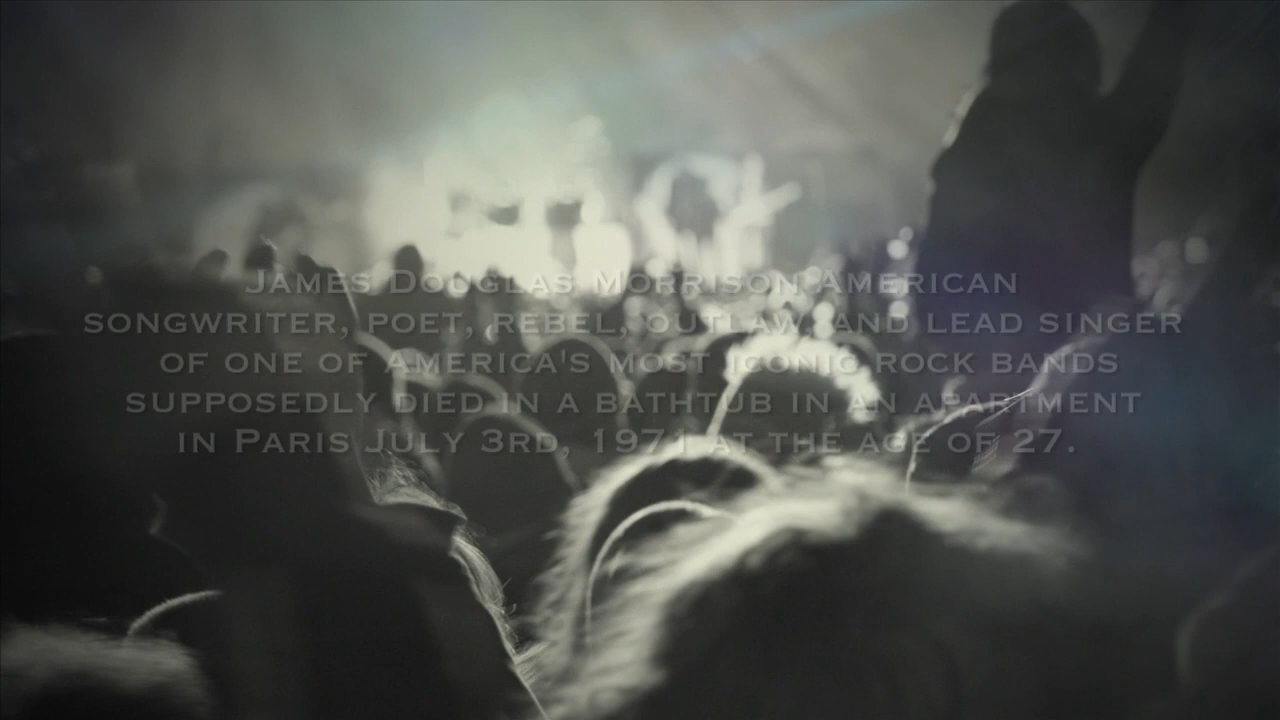 James Douglas Morrison American
songwriter, poet, rebel, outlaw and lead singer
of one of America's most iconic rock bands
supposedly died in a bathtub in an apatment
in Paris July 3rd, 1971 at the age of 27.